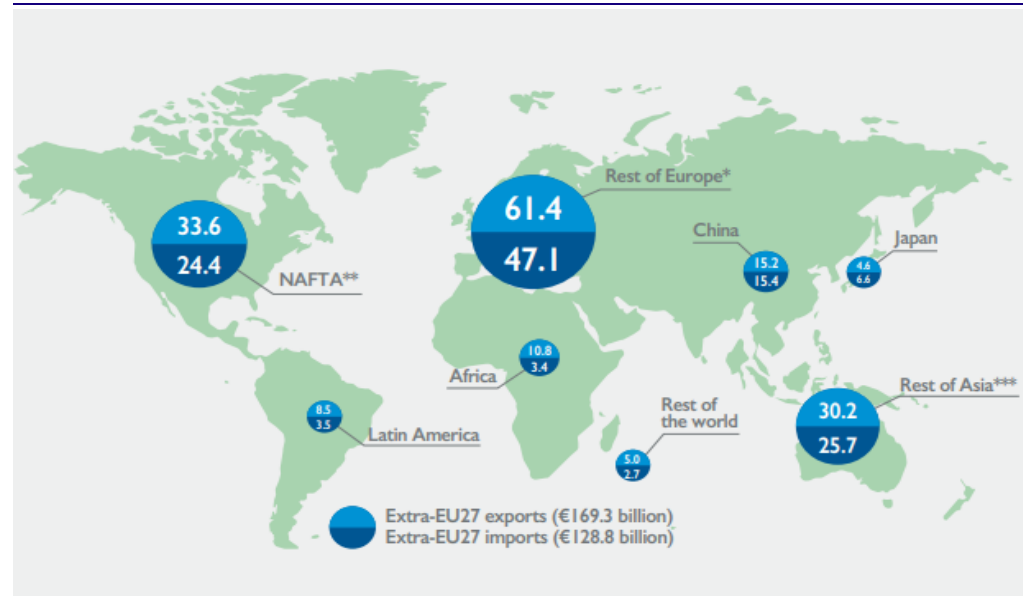 Rest of Europe*
61.4
47.1
33.6
24.4
NAFTA**
China
15.2
15.4
Japan
4.6
6.6
10.8
3.4
Africa
8.5
3.5
Latin America
Rest of
the world
5.0
2.7
Rest of Asia***
30.2
25.7
Extra-EU27 exports (€169.3 billion)
Extra-EU27 imports (€128.8 billion)